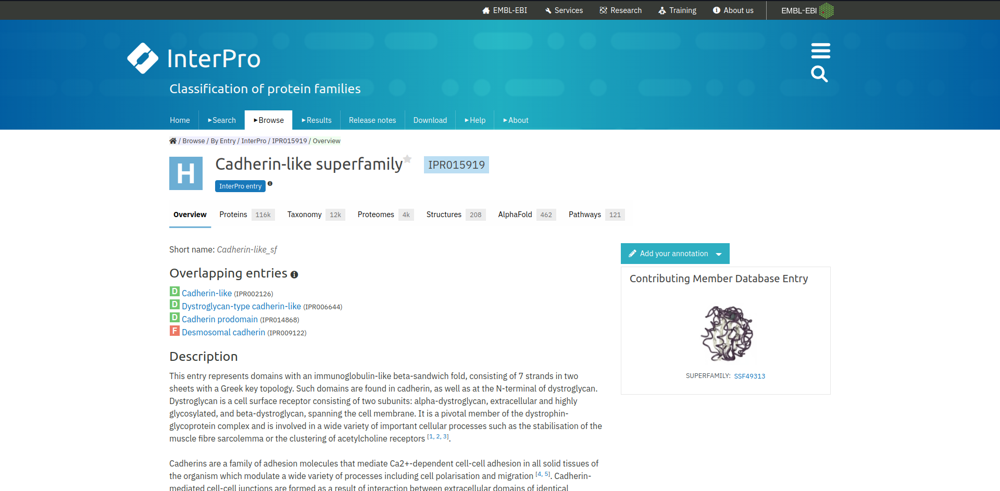 EMBL-EBI Services Research Training About us EMBL-EBI
InterPro
Classification of protein families
Home Search Browse Results Release notes Download Help About
/ Browse / By Entry / InterPro / IPR015919 / Overview
H Cadherin-like superfamily IPR015919
InterPro entry
Overview Proteins 116k Taxonomy 12k Proteomes 4k Structures 208 AlphaFold 462 Pathways 121
Short name: Cadherin-like_sf
Add your annotation
Overlapping entries
D Cadherin-like (IPR002126)
D Dystroglycan-type cadherin-like (IPR006644)
D Cadherin prodomain (IPR014868)
F Desmosomal cadherin (IPR009122)
Description
This entry represents domains with an immunoglobulin-like beta-sandwich fold, consisting of 7 strands in two
sheets with a Greek key topology. Such domains are found in cadherin, as well as at the N-terminal of dystroglycan.
Dystroglycan is a cell surface receptor consisting of two subunits: alpha-dystroglycan, extracellular and highly
glycosylated, and beta-dystroglycan, spanning the cell membrane. It is a pivotal member of the dystrophin-
glycoprotein complex and is involved in a wide variety of important cellular processes such as the stabilisation of the
muscle fibre sarcolemma or the clustering of acetylcholine receptors [1, 2, 3].
Cadherins are a family of adhesion molecules that mediate Ca2+-dependent cell-cell adhesion in all solid tissues of
the organism which modulate a wide variety of processes including cell polarisation and migration [4, 5]. Cadherin-
mediated cell-cell junctions are formed as a result of interaction between extracellular domains of identical
Contributing Member Database Entry
SUPERFAMILY: SSF49313